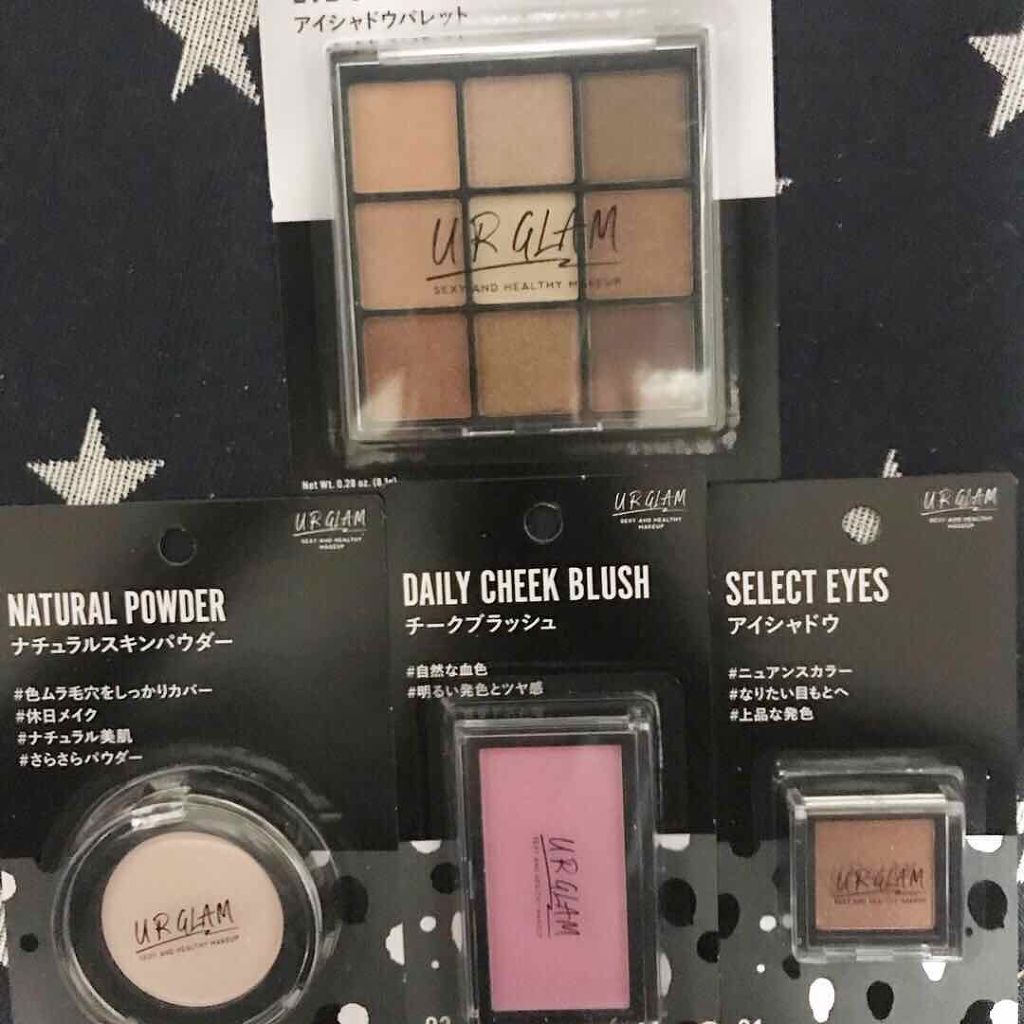 アイシャドウパレット
UR GLAM
SEXY AND HEALTHY MAKEUP
Net Wt. 0.28 oz. (8.1g)
UR GLAM
SEXY AND HEALTHY
MAKEUP
NATURAL POWDER
ナチュラルスキンパウダー
#色ムラ毛穴をしっかりカバー
#休日メイク
#ナチュラル美肌
#さらさらパウダー
UR GLAM
SEXY AND HEALTHY MAKEUP
UR GLAM
SEXY AND HEALTHY
MAKEUP
DAILY CHEEK BLUSH
チークブラッシュ
#自然な血色
#明るい発色とツヤ感
UR GLAM
SEXY AND HEALTHY MAKEUP
UR GLAM
SEXY AND HEALTHY
MAKEUP
SELECT EYES
アイシャドウ
#ニュアンスカラー
#なりたい目もとへ
#上品な発色
UR GLAM
SEXY AND HEALTHY MAKEUP